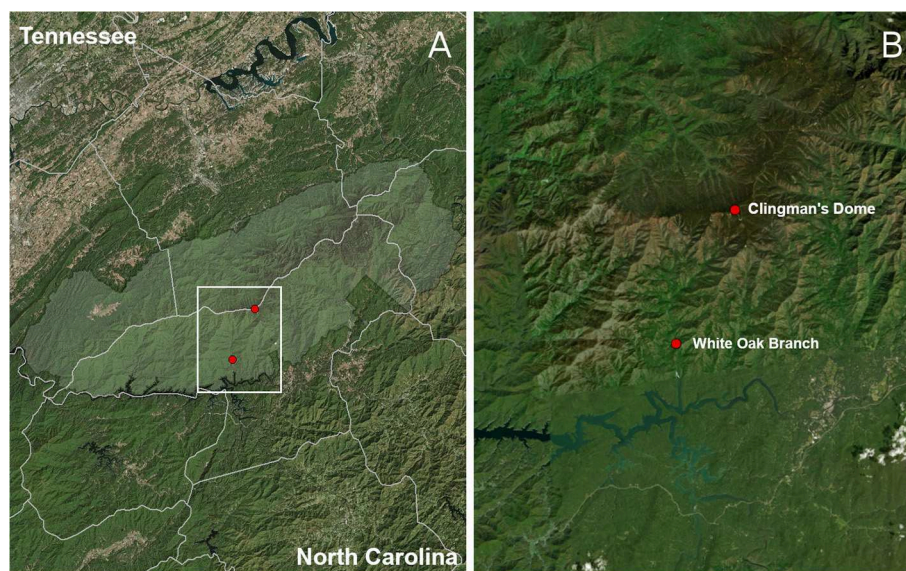 Tennessee
A
North Carolina
B
Clingman's Dome
White Oak Branch